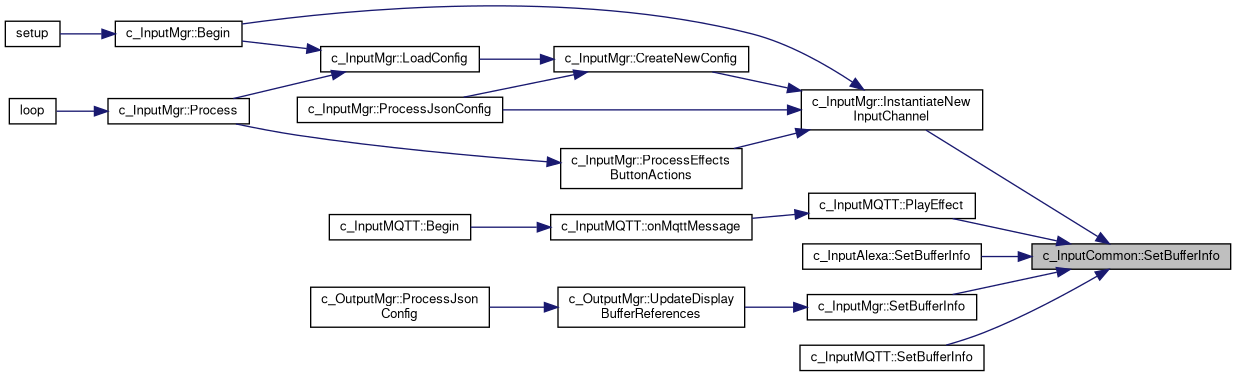 setup
c_InputMgr::Begin
c_InputMgr::LoadConfig
c_InputMgr::CreateNewConfig
loop
c_InputMgr::Process
c_InputMgr::ProcessJsonConfig
c_InputMgr::InstantiateNew
InputChannel
c_InputMgr::ProcessEffects
ButtonActions
c_InputMQTT::Begin
c_InputMQTT::onMqttMessage
c_InputMQTT::PlayEffect
c_InputAlexa::SetBufferInfo
c_InputCommon::SetBufferInfo
c_OutputMgr::ProcessJson
Config
c_OutputMgr::UpdateDisplay
BufferReferences
c_InputMgr::SetBufferInfo
c_InputMQTT::SetBufferInfo